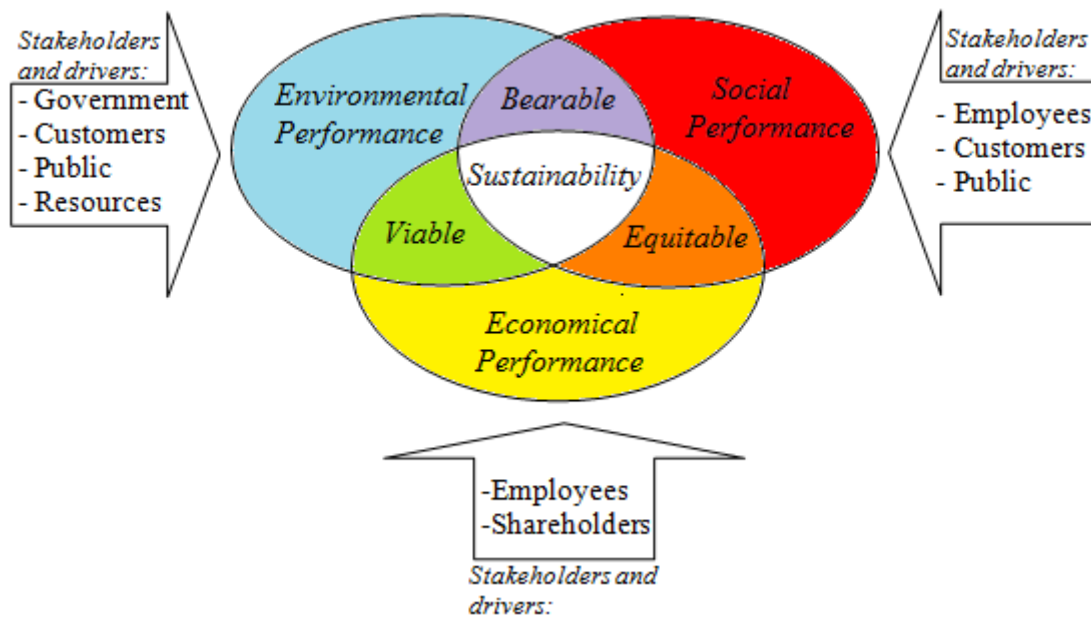 Stakeholders
and drivers:
- Government
- Customers
- Public
- Resources
Environmental
Performance
Bearable
Social
Performance
Sustainability
Viable
Equitable
Economical
Performance
Stakeholders
and drivers:
- Employees
- Customers
- Public
-Employees
-Shareholders
Stakeholders and
drivers: